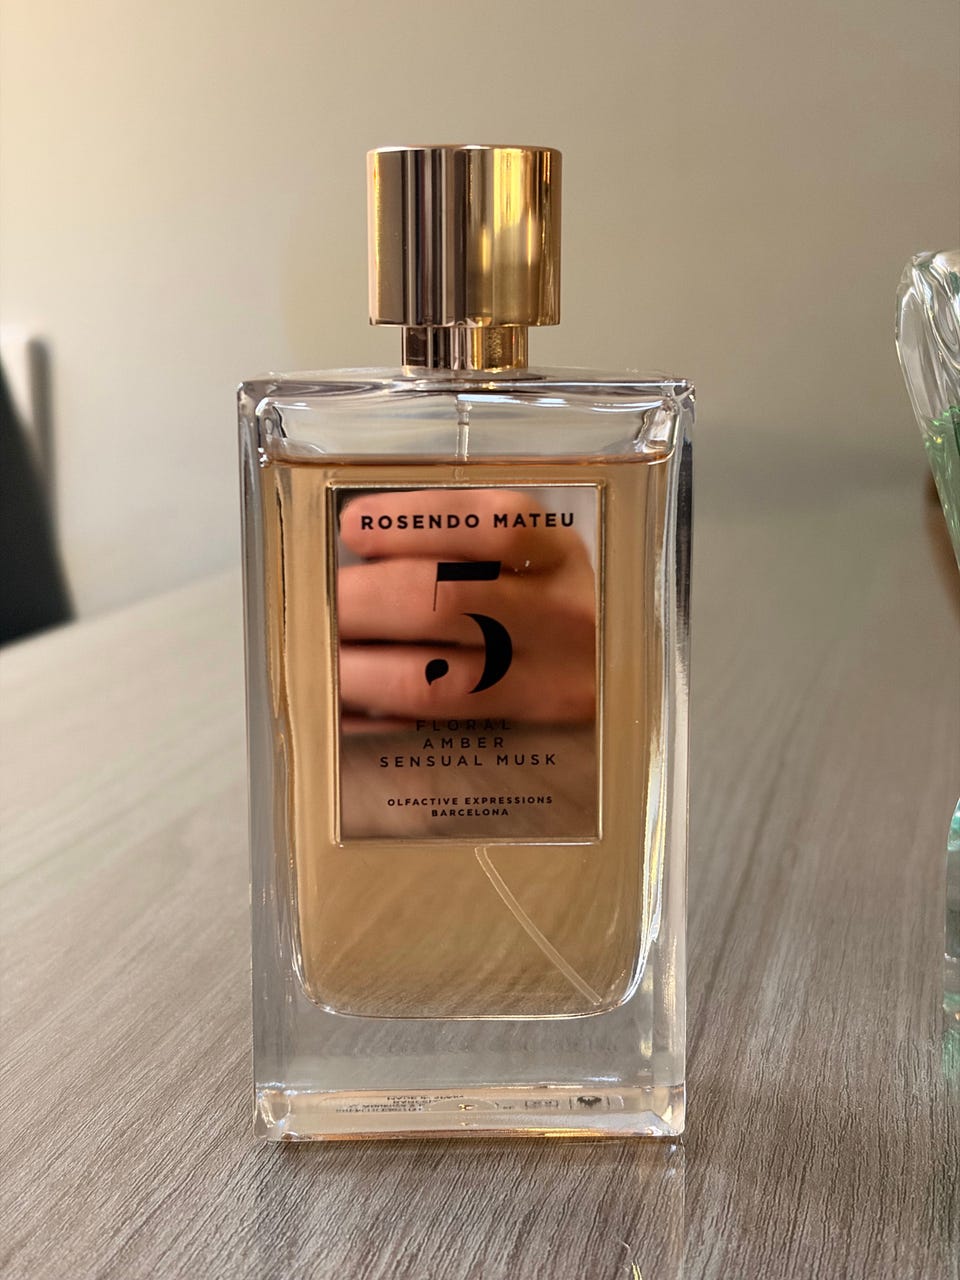 ROSENDO MATEU
5
FLORAL
AMBER
SENSUAL MUSK
OLFACTIVE EXPRESSIONS
BARCELONA